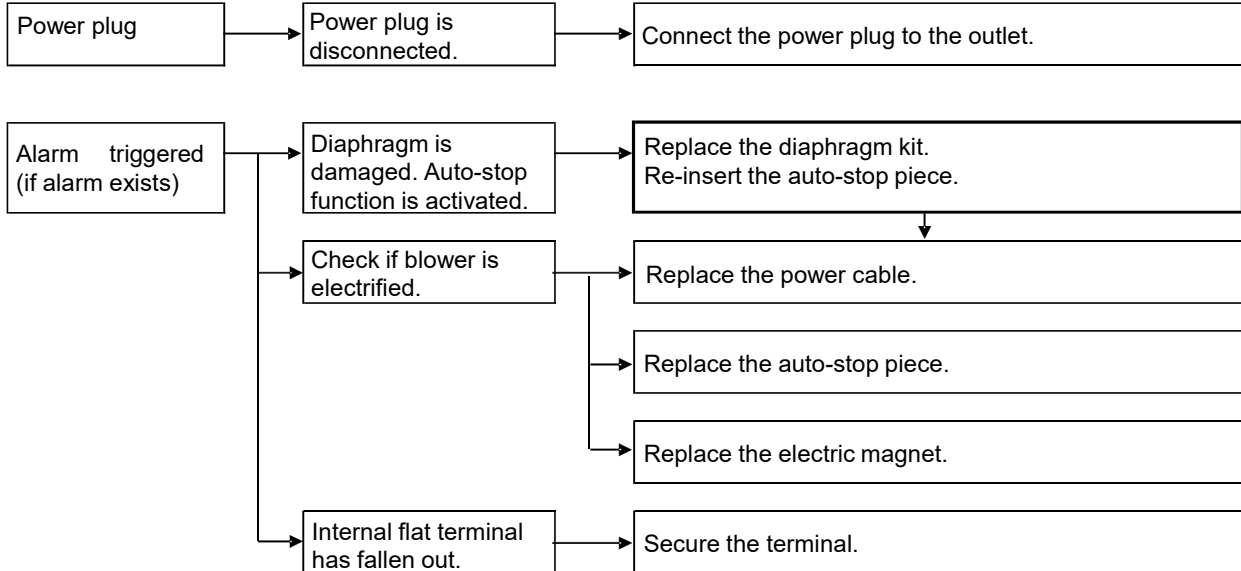 Power plug
Power plug is
disconnected.
Connect the power plug to the outlet.
Alarm triggered
(if alarm exists)
Diaphragm is
damaged. Auto-stop
function is activated.
Replace the diaphragm kit.
Re-insert the auto-stop piece.
Check if blower is
electrified.
Replace the power cable.
Replace the auto-stop piece.
Replace the electric magnet.
Internal flat terminal
has fallen out.
Secure the terminal.